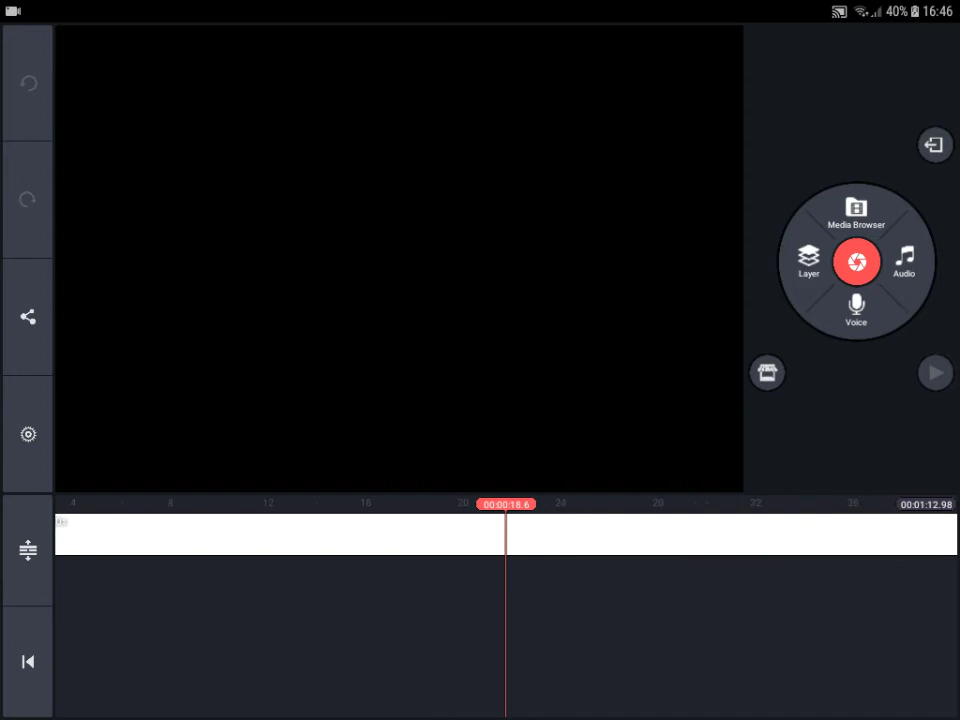 40% 16:46
Media Browser
Layer
Audio
Voice
4 8 12 16 20 00:00:18.6 24 28 32 36 00:01:12.98